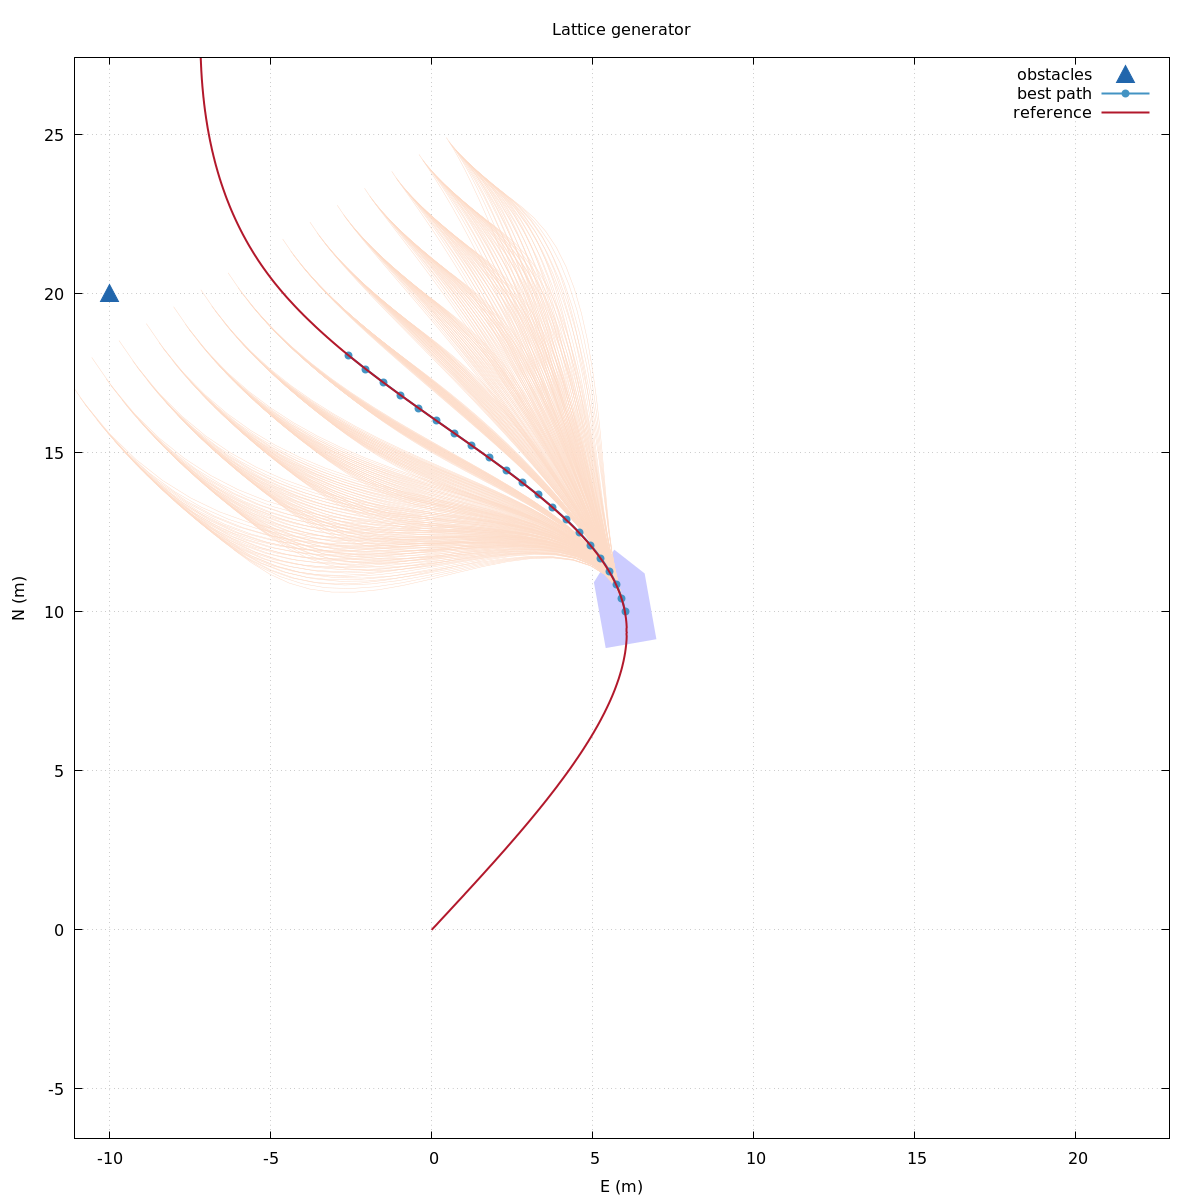 Lattice generator
obstacles
best path
reference
25
20
15
10
5
0
-5
N (m)
-10 -5 0 5 10 15 20
E (m)